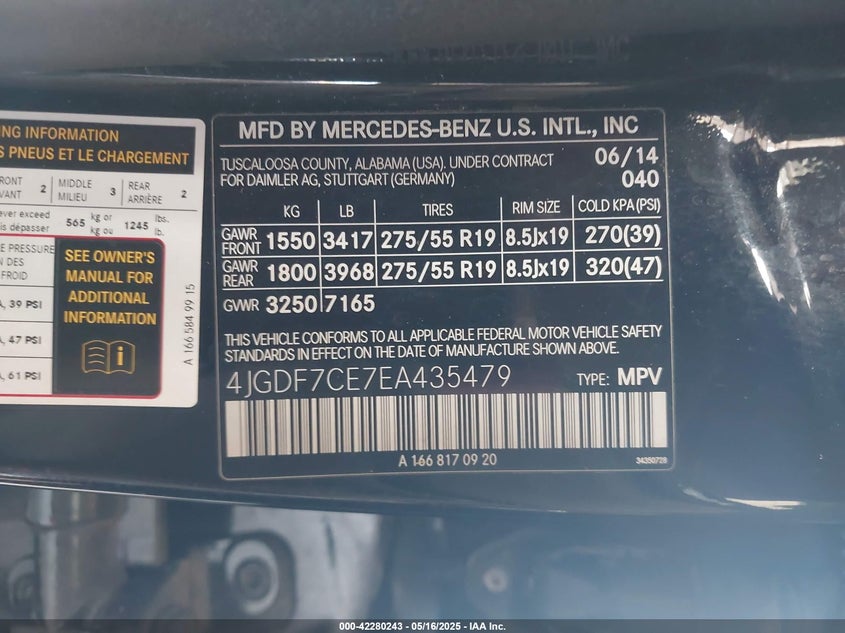 ING INFORMATION
S PNEUS ET LE CHARGEMENT
FRONT
VANT
2
MIDDLE
MILIEU
3
REAR
ARRIÈRE
2
ever exceed
is dépasser
565
kg or
kg ou
1245
lbs.
lb.
E PRESSURE
N DES
FROID
A, 39 PSI
A, 47 PSI
A, 61 PSI
SEE OWNER'S
MANUAL FOR
ADDITIONAL
INFORMATION
A 166 584 99 15
MFD BY MERCEDES-BENZ U.S. INTL., INC
TUSCALOOSA COUNTY, ALABAMA (USA). UNDER CONTRACT 06/14
FOR DAIMLER AG, STUTTGART (GERMANY) 040
KG LB TIRES RIM SIZE COLD KPA (PSI)
GAWR FRONT 1550 3417 275/55 R19 8.5Jx19 270(39)
GAWR REAR 1800 3968 275/55 R19 8.5Jx19 320(47)
GVWR 3250 7165
THIS VEHICLE CONFORMS TO ALL APPLICABLE FEDERAL MOTOR VEHICLE SAFETY
STANDARDS IN EFFECT ON THE DATE OF MANUFACTURE SHOWN ABOVE.
4JGDF7CE7EA435479 TYPE: MPV
A 166 817 09 20
34350728
000-42280243 - 05/16/2025 - IAA Inc.